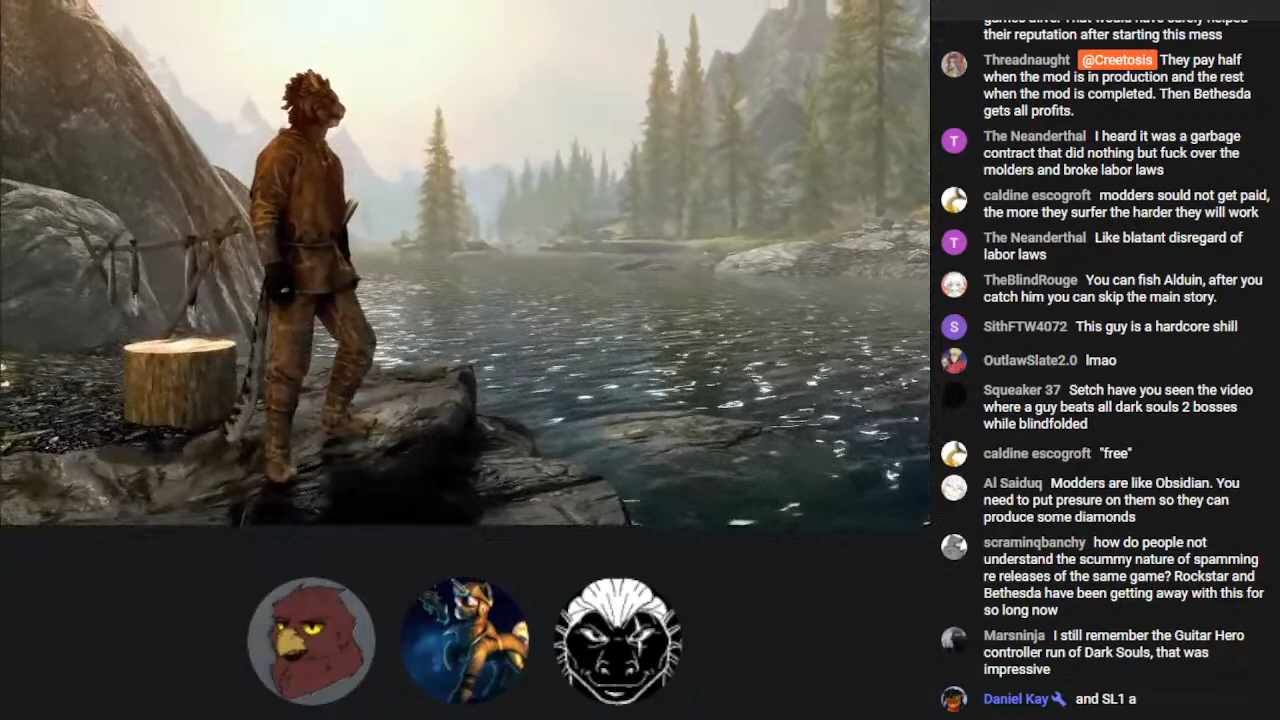 games alive. That would have surely helped
their reputation after starting this mess
Threadnaught @Creetosis They pay half
when the mod is in production and the rest
when the mod is completed. Then Bethesda
gets all profits.
T
The Neanderthal I heard it was a garbage
contract that did nothing but fuck over the
molders and broke labor laws
caldine escogroft modders sould not get paid,
the more they surfer the harder they will work
T
The Neanderthal Like blatant disregard of
labor laws
TheBlindRouge You can fish Alduin, after you
catch him you can skip the main story.
S
SithFTW4072 This guy is a hardcore shill
OutlawSlate2.0 lmao
Squeaker 37 Setch have you seen the video
where a guy beats all dark souls 2 bosses
while blindfolded
caldine escogroft "free"
Al Saiduq Modders are like Obsidian. You
need to put presure on them so they can
produce some diamonds
scraminqbanchy how do people not
understand the scummy nature of spamming
re releases of the same game? Rockstar and
Bethesda have been getting away with this for
so long now
Marsninja I still remember the Guitar Hero
controller run of Dark Souls, that was
impressive
Daniel Kay and SL1 a